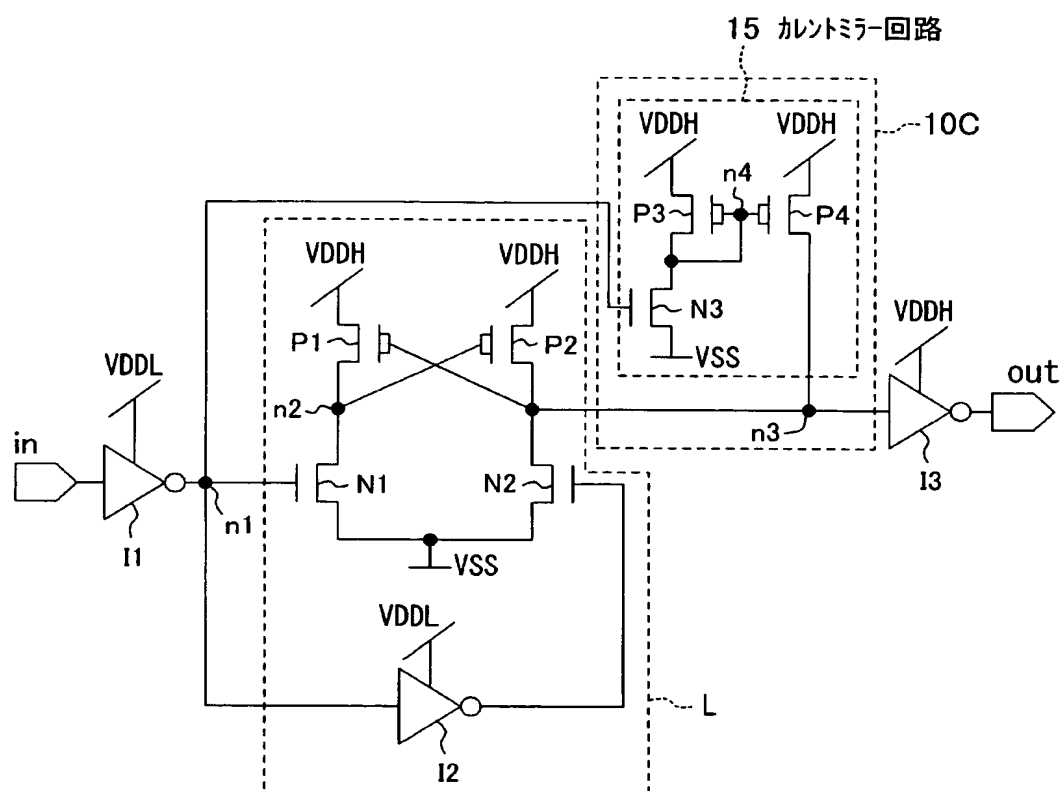 15 カレントミラー回路
10C
VDDH
VDDH
n4
P3
P4
VDDH
VDDH
N3
VSS
VDDH
P1
P2
VDDL
out
n2
n3
in
I3
N1
N2
n1
I1
VSS
VDDL
L
I2